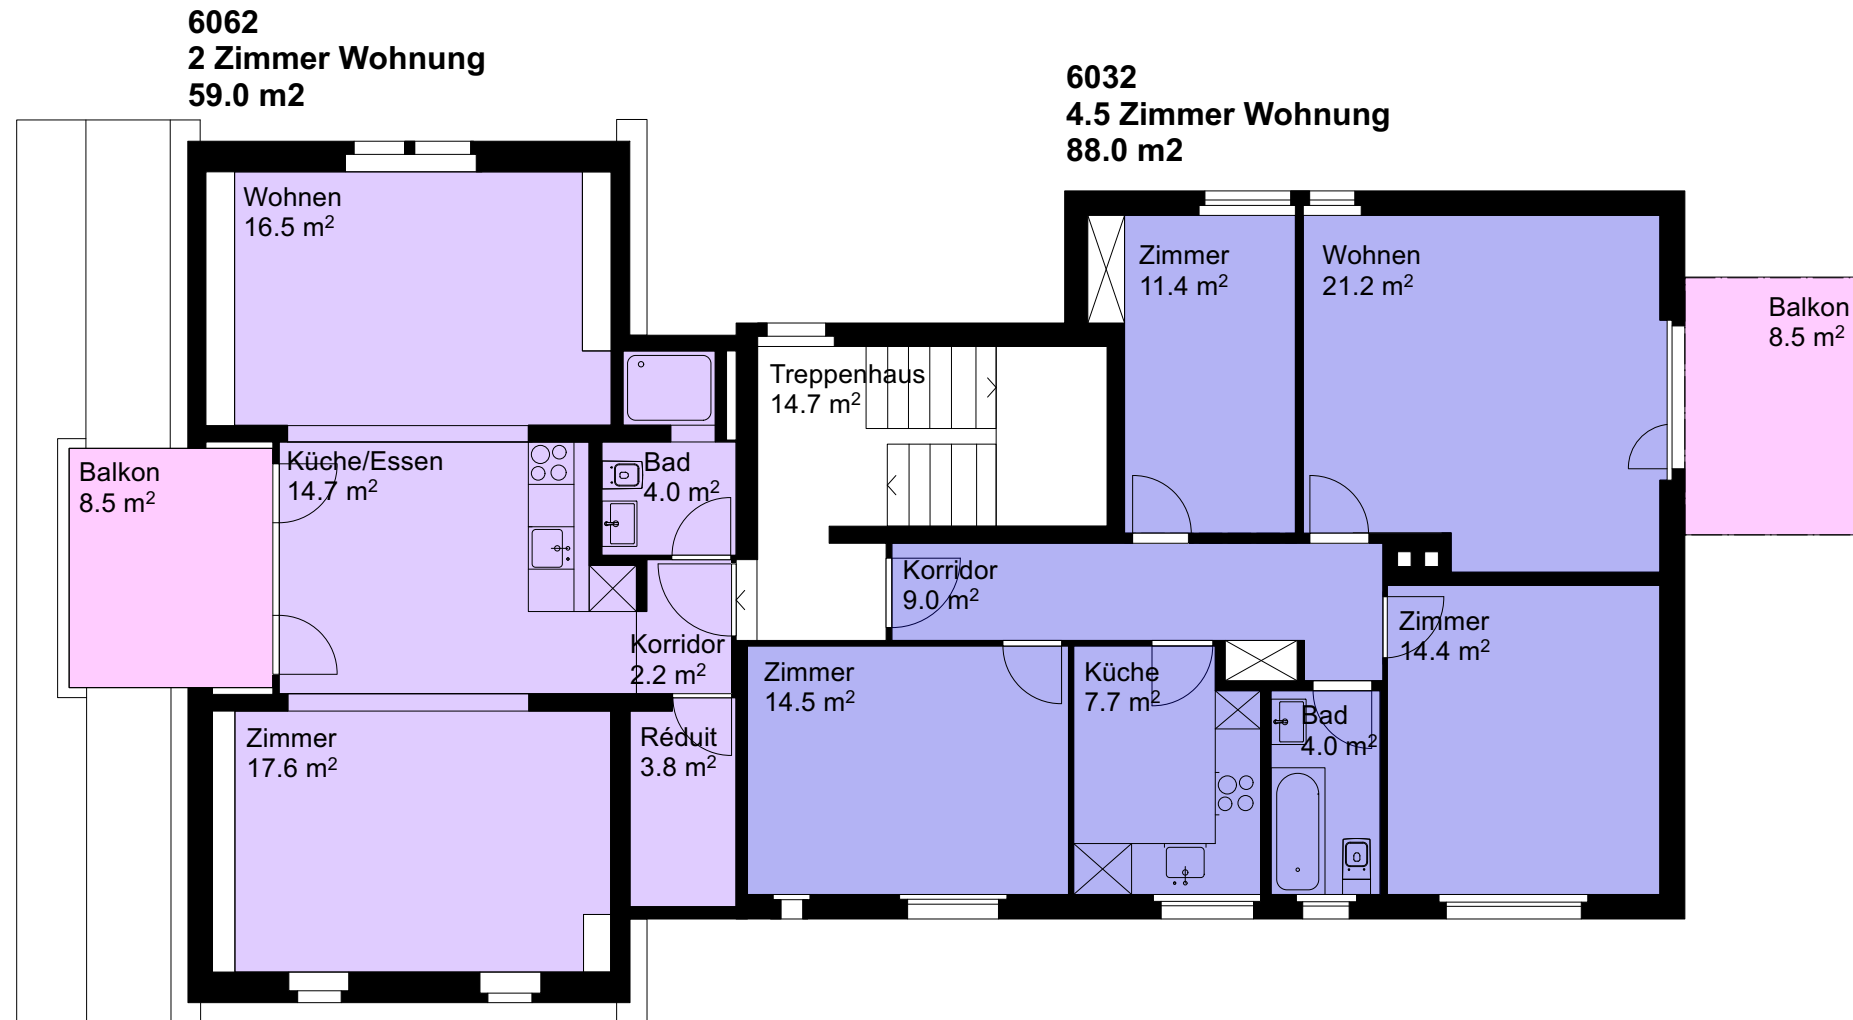 6062
2 Zimmer Wohnung
59.0 m2
6032
4.5 Zimmer Wohnung
88.0 m2
Wohnen
16.5 m²
Zimmer
11.4 m²
Wohnen
21.2 m²
Balkon
8.5 m²
Treppenhaus
14.7 m²
Balkon
8.5 m²
Küche/Essen
14.7 m²
Bad
4.0 m²
Korridor
9.0 m²
Zimmer
14.4 m²
Korridor
2.2 m²
Zimmer
14.5 m²
Küche
7.7 m²
Bad
4.0 m²
Zimmer
17.6 m²
Réduit
3.8 m²